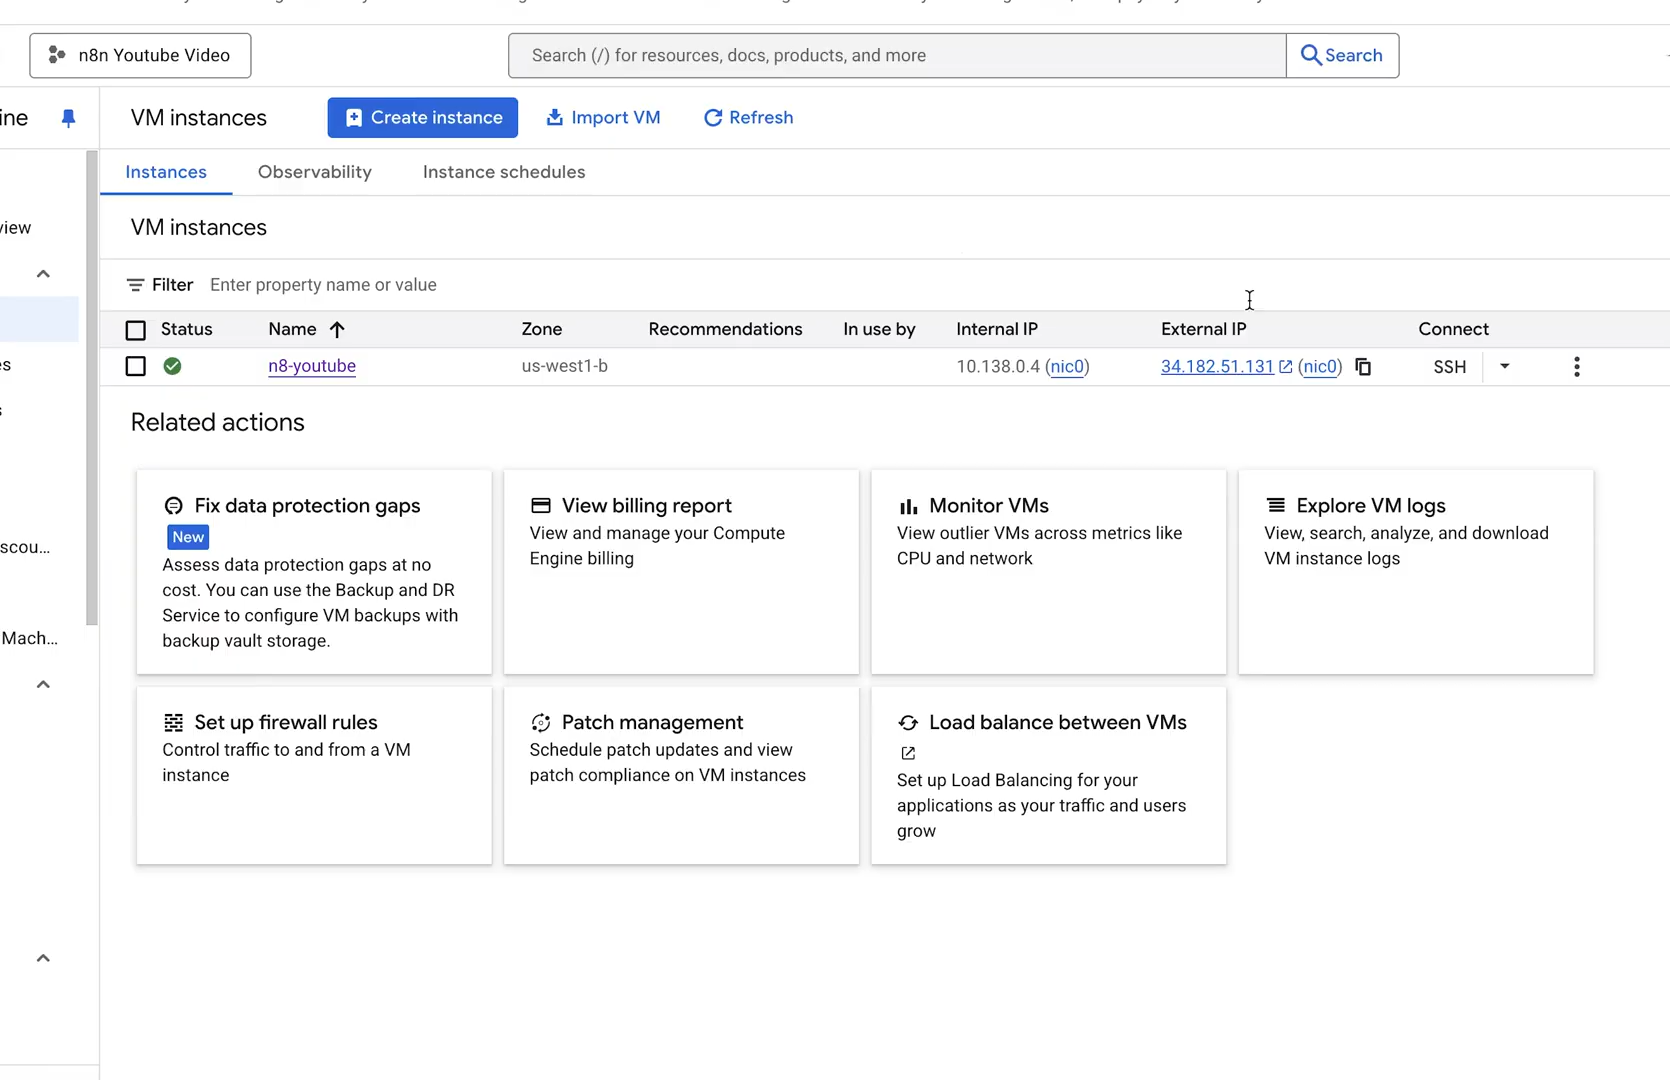 n8n Youtube Video
Search (/) for resources, docs, products, and more
Search
ine
VM instances
Create instance
Import VM
Refresh
Instances
Observability
Instance schedules
view
VM instances
Filter
Enter property name or value
Status
Name
Zone
Recommendations
In use by
Internal IP
External IP
Connect
n8-youtube
us-west1-b
10.138.0.4 (nic0)
34.182.51.131 (nic0)
SSH
es
s
scou...
Mach...
Related actions
Fix data protection gaps
New
Assess data protection gaps at no
cost. You can use the Backup and DR
Service to configure VM backups with
backup vault storage.
View billing report
View and manage your Compute
Engine billing
Monitor VMs
View outlier VMs across metrics like
CPU and network
Explore VM logs
View, search, analyze, and download
VM instance logs
Set up firewall rules
Control traffic to and from a VM
instance
Patch management
Schedule patch updates and view
patch compliance on VM instances
Load balance between VMs
Set up Load Balancing for your
applications as your traffic and users
grow